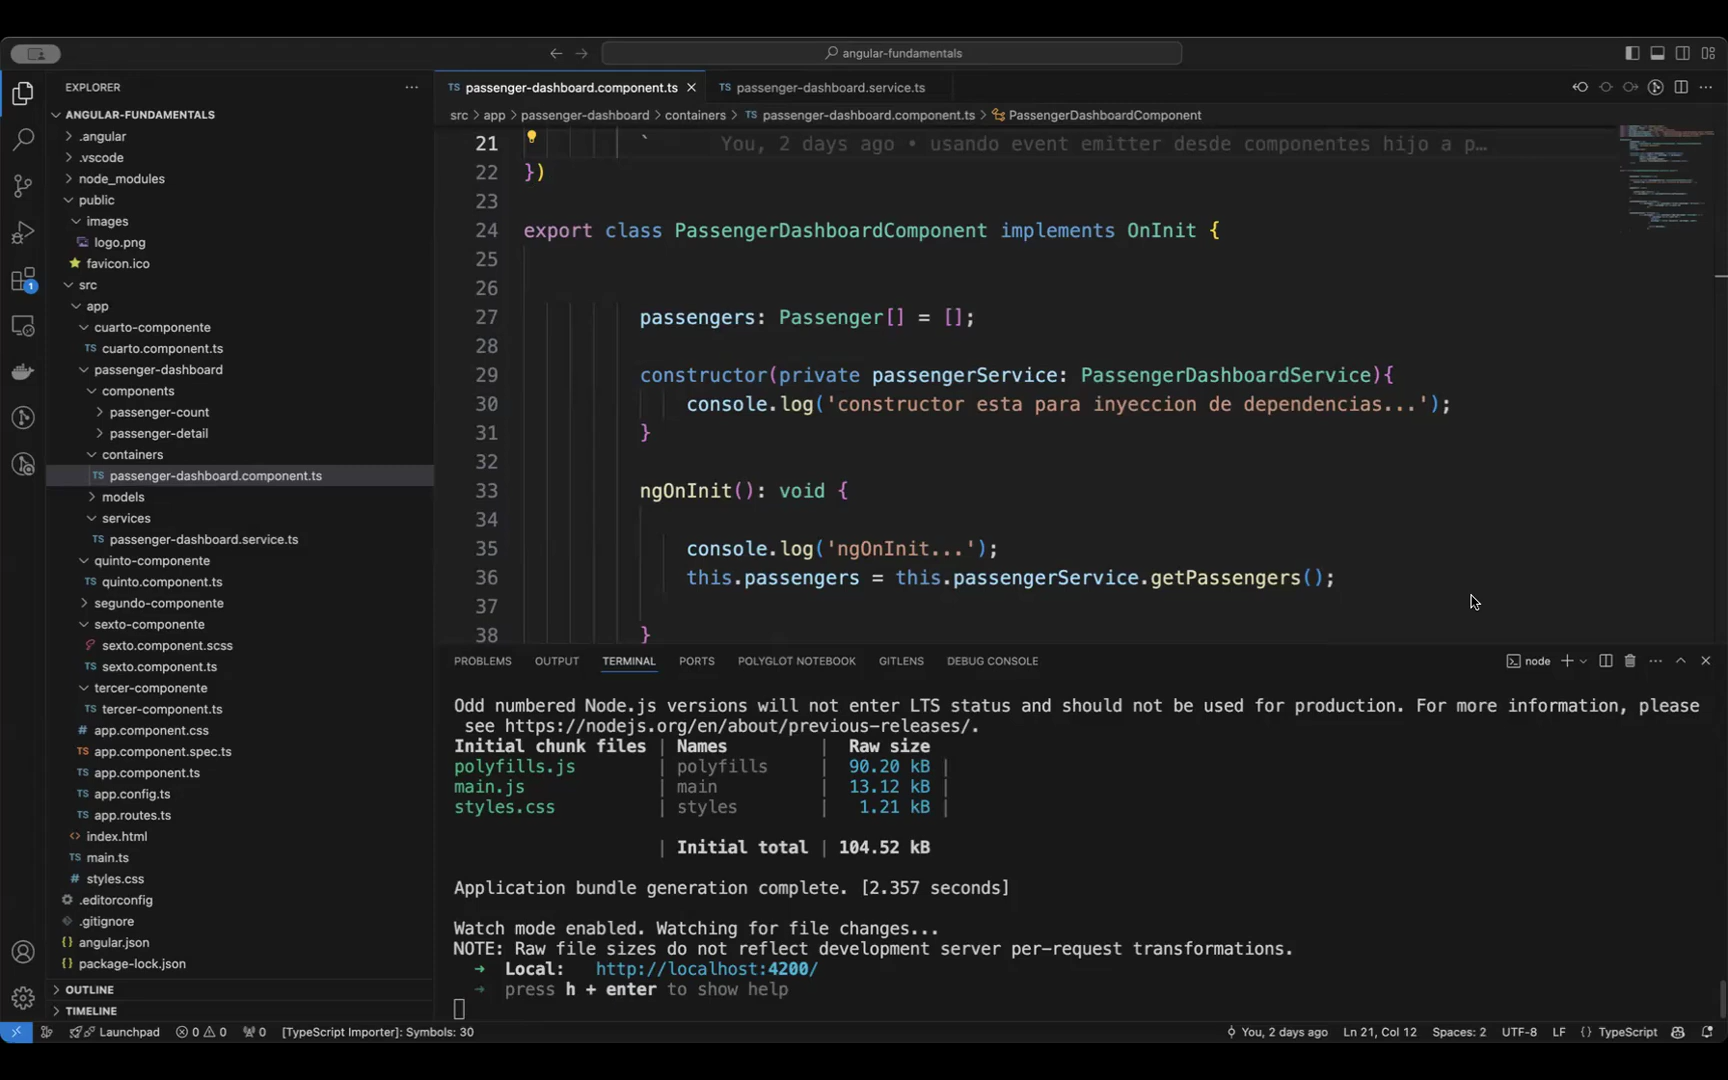 angular-fundamentals
EXPLORER
ANGULAR-FUNDAMENTALS
.angular
.vscode
node_modules
public
images
logo.png
favicon.ico
src
app
cuarto-componente
TS cuarto.component.ts
passenger-dashboard
components
passenger-count
passenger-detail
containers
TS passenger-dashboard.component.ts
models
services
TS passenger-dashboard.service.ts
quinto-componente
TS quinto.component.ts
segundo-componente
sexto-componente
sexto.component.scss
TS sexto.component.ts
tercer-componente
TS tercer-component.ts
TS app.component.css
TS app.component.spec.ts
TS app.component.ts
TS app.config.ts
TS app.routes.ts
<> index.html
TS main.ts
TS styles.css
.editorconfig
.gitignore
{} angular.json
{} package-lock.json
OUTLINE
TIMELINE
1
TS passenger-dashboard.component.ts
TS passenger-dashboard.service.ts
src > app > passenger-dashboard > containers > TS passenger-dashboard.component.ts > PassengerDashboardComponent
21 ` You, 2 days ago • usando event emitter desde componentes hijo a p…
22 })
23
24 export class PassengerDashboardComponent implements OnInit {
25
26
27 passengers: Passenger[] = [];
28
29 constructor(private passengerService: PassengerDashboardService){
30 console.log('constructor esta para inyeccion de dependencias...');
31 }
32
33 ngOnInit(): void {
34
35 console.log('ngOnInit...');
36 this.passengers = this.passengerService.getPassengers();
37
38 }
PROBLEMS OUTPUT TERMINAL PORTS POLYGLOT NOTEBOOK GITLENS DEBUG CONSOLE
node
Odd numbered Node.js versions will not enter LTS status and should not be used for production. For more information, please
see https://nodejs.org/en/about/previous-releases/.
Initial chunk files | Names | Raw size
polyfills.js | polyfills | 90.20 kB |
main.js | main | 13.12 kB |
styles.css | styles | 1.21 kB |
| Initial total | 104.52 kB
Application bundle generation complete. [2.357 seconds]
Watch mode enabled. Watching for file changes...
NOTE: Raw file sizes do not reflect development server per-request transformations.
➜ Local: http://localhost:4200/
➜ press h + enter to show help
Launchpad 0 0 0 [TypeScript Importer]: Symbols: 30 You, 2 days ago Ln 21, Col 12 Spaces: 2 UTF-8 LF {} TypeScript